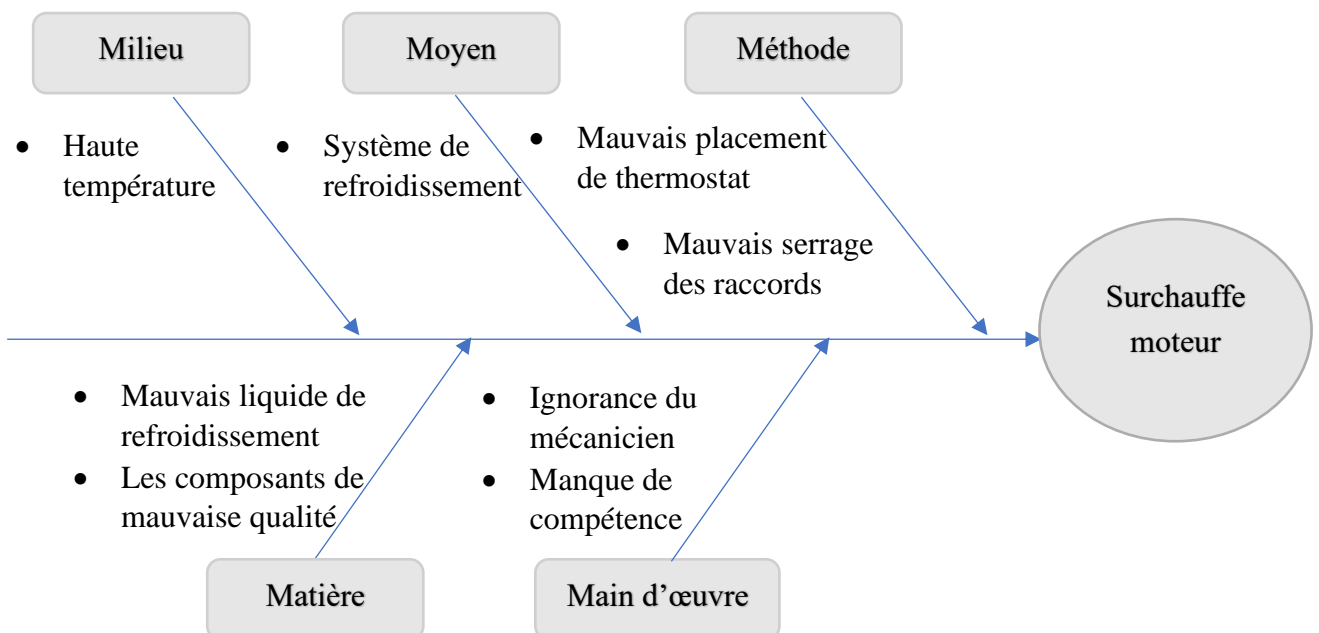 Milieu
Moyen
Méthode
• Haute
température
• Système de
refroidissement
• Mauvais placement
de thermostat
• Mauvais serrage
des raccords
Surchauffe
moteur
• Mauvais liquide de
refroidissement
• Les composants de
mauvaise qualité
• Ignorance du
mécanicien
• Manque de
compétence
Matière
Main d’œuvre